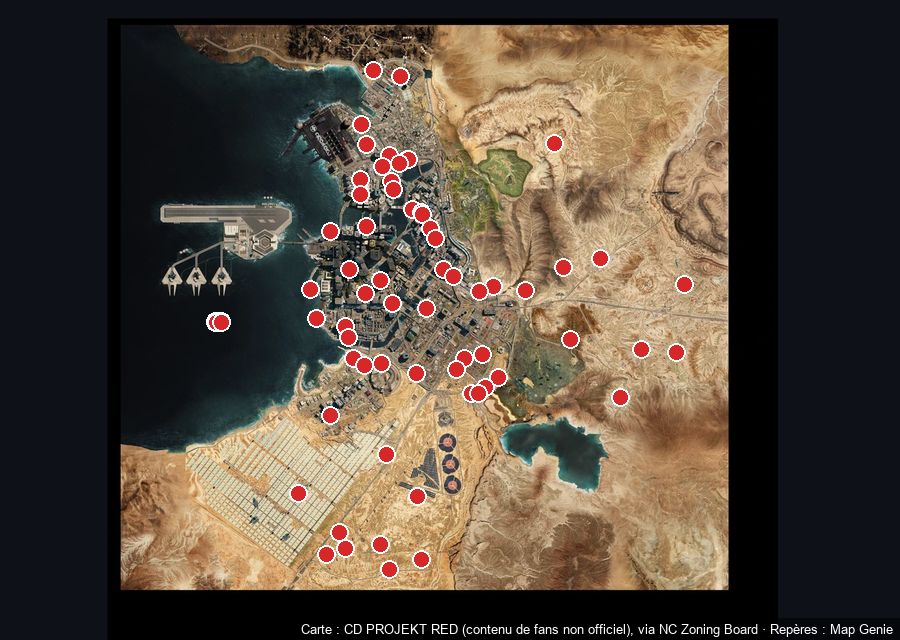 Carte : CD PROJEKT RED (contenu de fans non officiel), via NC Zoning Board · Repères : Map Genie